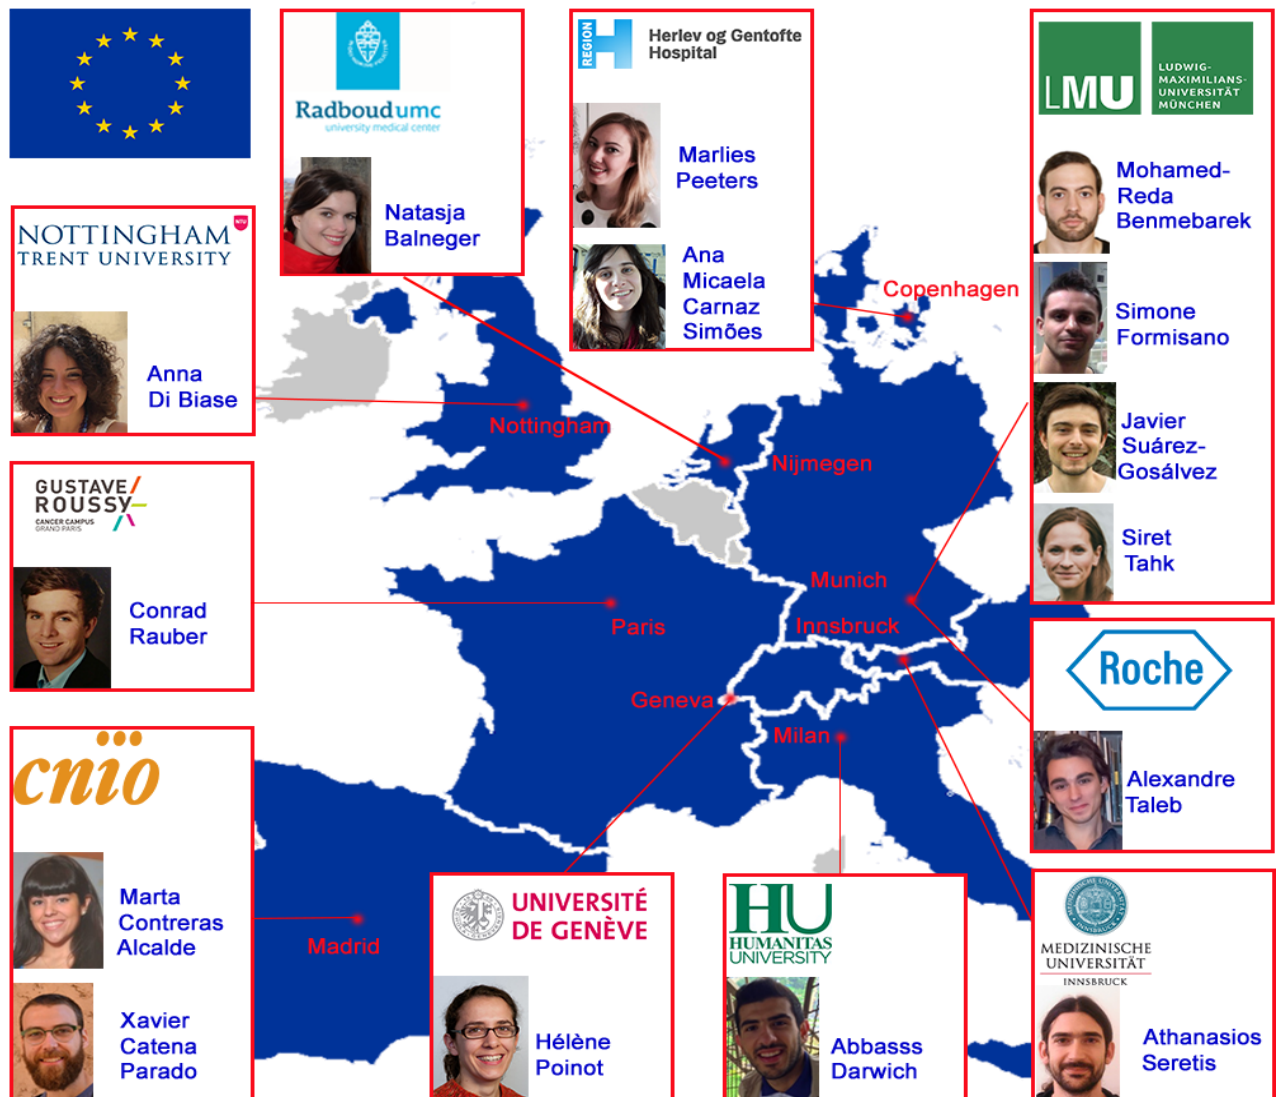 Radboudumc
university medical center
Natasja
Balneger
REGION
H
Herlev og Gentofte
Hospital
Marlies
Peeters
Ana
Micaela
Carnaz
Simões
LMU
LUDWIG-
MAXIMILIANS-
UNIVERSITÄT
MÜNCHEN
Mohamed-
Reda
Benmebarek
Simone
Formisano
Javier
Suárez-
Gosálvez
Siret
Tahk
NTU
NOTTINGHAM
TRENT UNIVERSITY
Anna
Di Biase
GUSTAVE
ROUSSY
CANCER CAMPUS
GRAND PARIS
Conrad
Rauber
Copenhagen
Nottingham
Nijmegen
Munich
Innsbruck
Paris
Geneva
Milan
Madrid
Roche
Alexandre
Taleb
cnio
Marta
Contreras
Alcalde
Xavier
Catena
Parado
UNIVERSITÉ
DE GENÈVE
Hélène
Poinot
HU
HUMANITAS
UNIVERSITY
Abbasss
Darwich
MEDIZINISCHE
UNIVERSITÄT
INNSBRUCK
Athanasios
Seretis